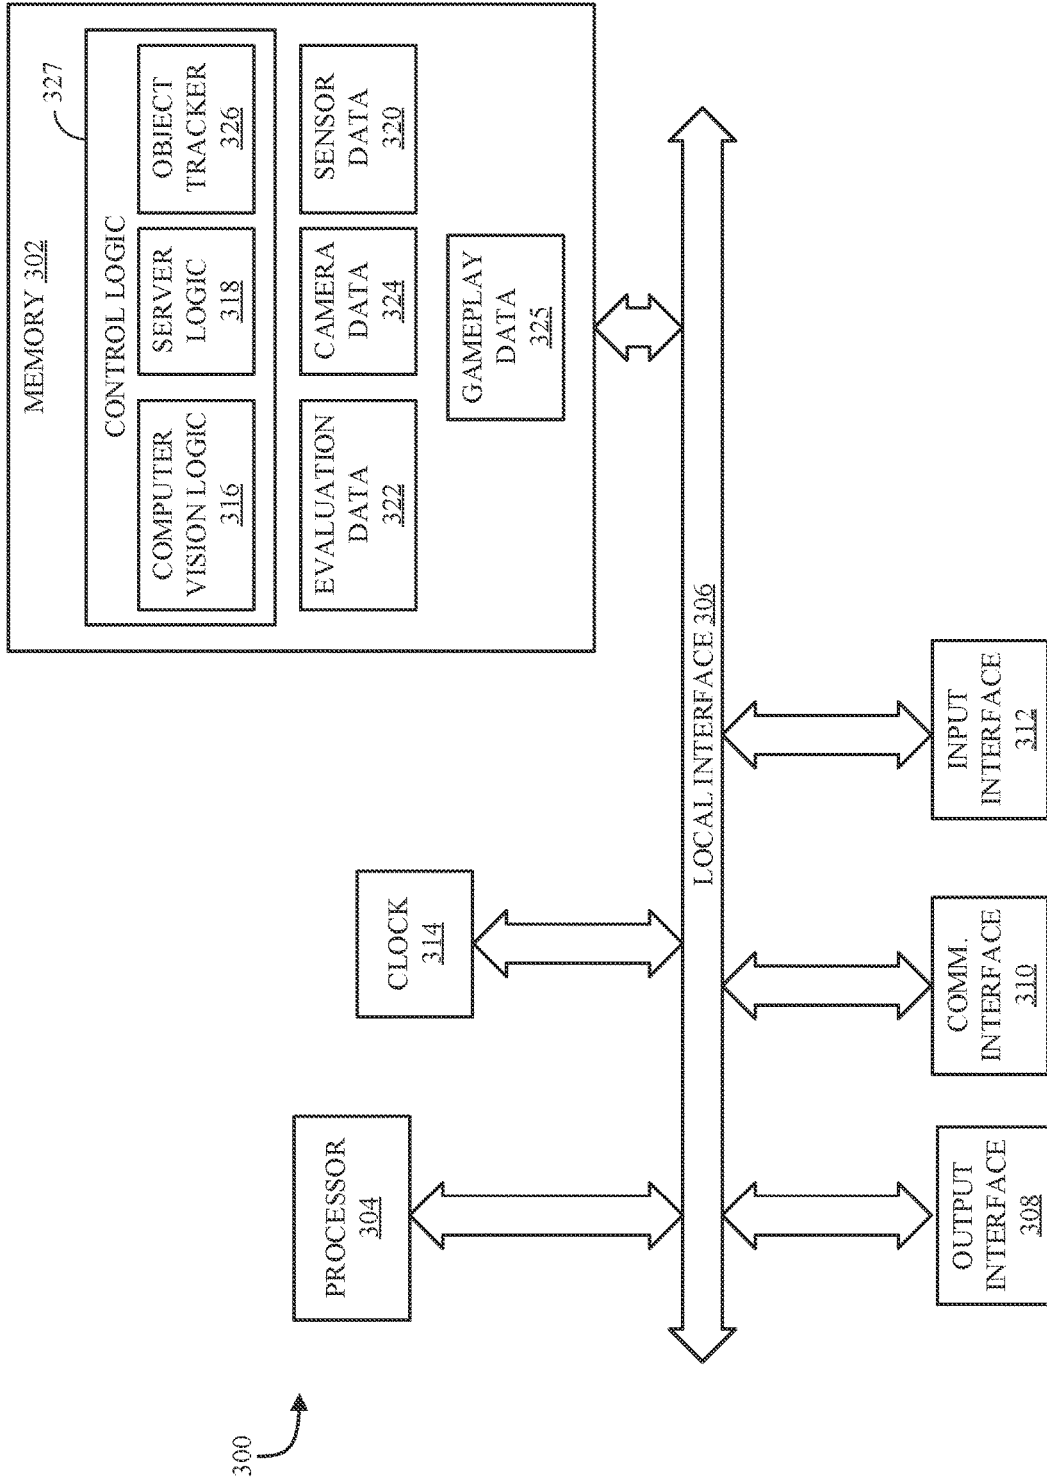 300
PROCESSOR
304
CLOCK
314
MEMORY 302
327
CONTROL LOGIC
COMPUTER
VISION LOGIC
316
SERVER
LOGIC
318
OBJECT
TRACKER
326
EVALUATION
DATA
322
CAMERA
DATA
324
SENSOR
DATA
320
GAMEPLAY
DATA
325
LOCAL INTERFACE 306
OUTPUT
INTERFACE
308
COMM.
INTERFACE
310
INPUT
INTERFACE
312